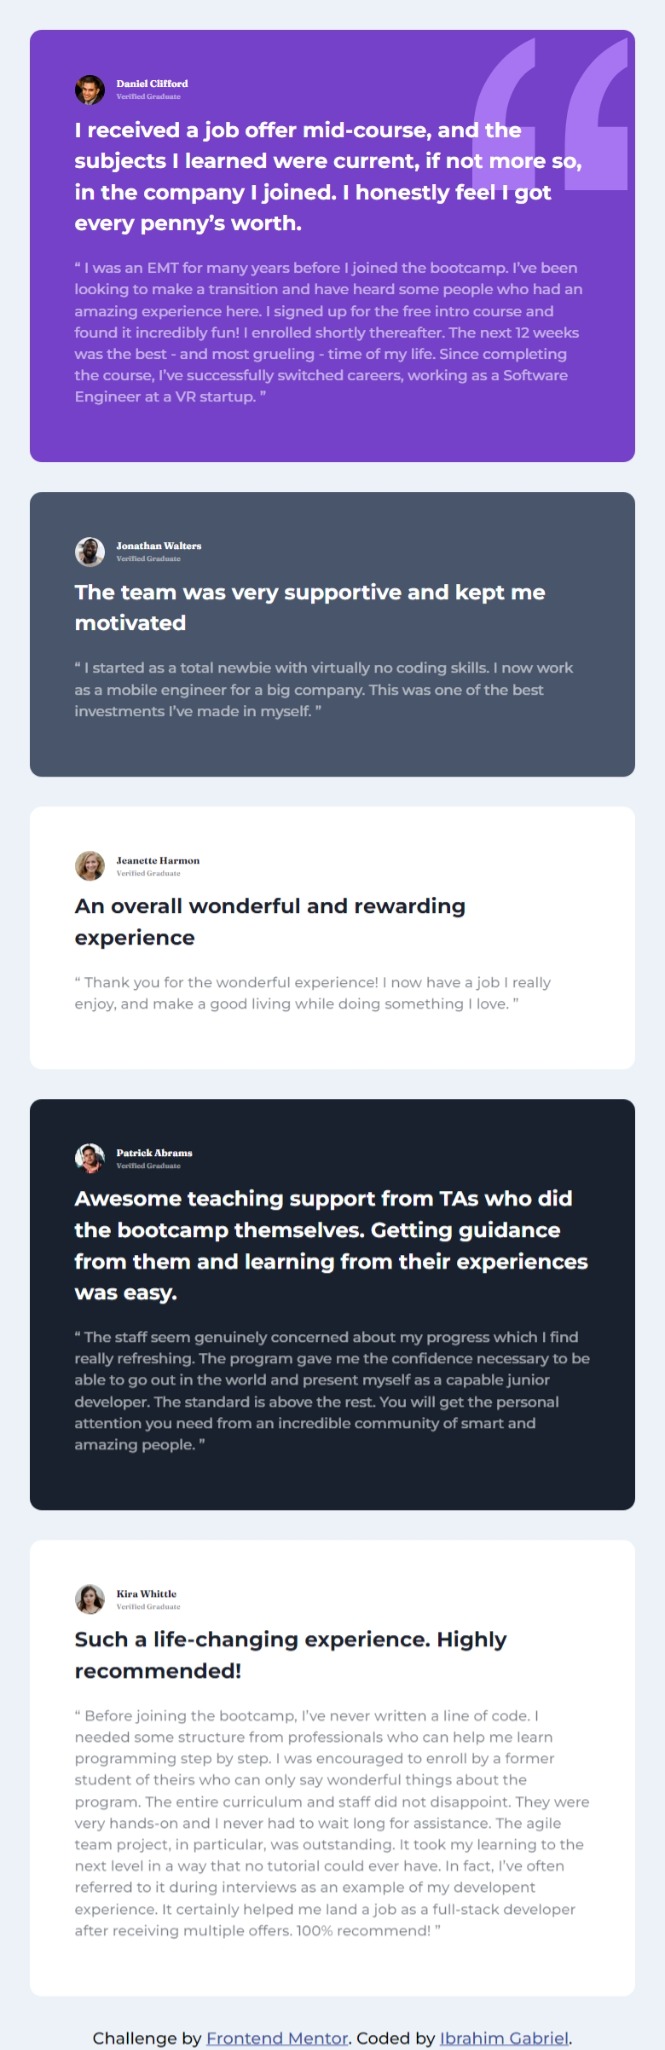 Daniel Clifford
Verified Graduate
I received a job offer mid-course, and the
subjects I learned were current, if not more so,
in the company I joined. I honestly feel I got
every penny’s worth.
“ I was an EMT for many years before I joined the bootcamp. I’ve been
looking to make a transition and have heard some people who had an
amazing experience here. I signed up for the free intro course and
found it incredibly fun! I enrolled shortly thereafter. The next 12 weeks
was the best - and most grueling - time of my life. Since completing
the course, I’ve successfully switched careers, working as a Software
Engineer at a VR startup. ”
Jonathan Walters
Verified Graduate
The team was very supportive and kept me
motivated
“ I started as a total newbie with virtually no coding skills. I now work
as a mobile engineer for a big company. This was one of the best
investments I’ve made in myself. ”
Jeanette Harmon
Verified Graduate
An overall wonderful and rewarding
experience
“ Thank you for the wonderful experience! I now have a job I really
enjoy, and make a good living while doing something I love. ”
Patrick Abrams
Verified Graduate
Awesome teaching support from TAs who did
the bootcamp themselves. Getting guidance
from them and learning from their experiences
was easy.
“ The staff seem genuinely concerned about my progress which I find
really refreshing. The program gave me the confidence necessary to be
able to go out in the world and present myself as a capable junior
developer. The standard is above the rest. You will get the personal
attention you need from an incredible community of smart and
amazing people. ”
Kira Whittle
Verified Graduate
Such a life-changing experience. Highly
recommended!
“ Before joining the bootcamp, I’ve never written a line of code. I
needed some structure from professionals who can help me learn
programming step by step. I was encouraged to enroll by a former
student of theirs who can only say wonderful things about the
program. The entire curriculum and staff did not disappoint. They were
very hands-on and I never had to wait long for assistance. The agile
team project, in particular, was outstanding. It took my learning to the
next level in a way that no tutorial could ever have. In fact, I’ve often
referred to it during interviews as an example of my developent
experience. It certainly helped me land a job as a full-stack developer
after receiving multiple offers. 100% recommend! ”
Challenge by Frontend Mentor. Coded by Ibrahim Gabriel.